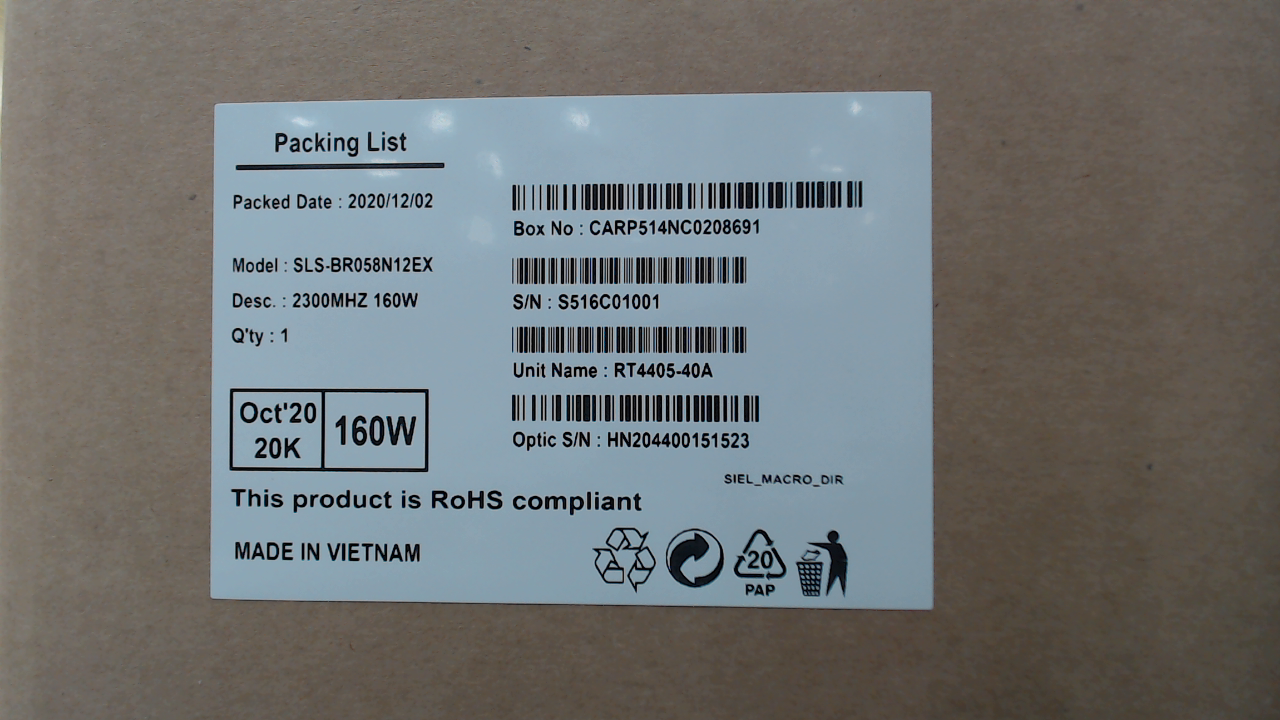 Packing List
Packed Date : 2020/12/02
Model : SLS-BR058N12EX
Desc. : 2300MHZ 160W
Q'ty : 1
Box No : CARP514NC0208691
S/N : S516C01001
Unit Name : RT4405-40A
Optic S/N : HN204400151523
Oct'20
20K
160W
SIEL_MACRO_DIR
This product is RoHS compliant
MADE IN VIETNAM
20
PAP